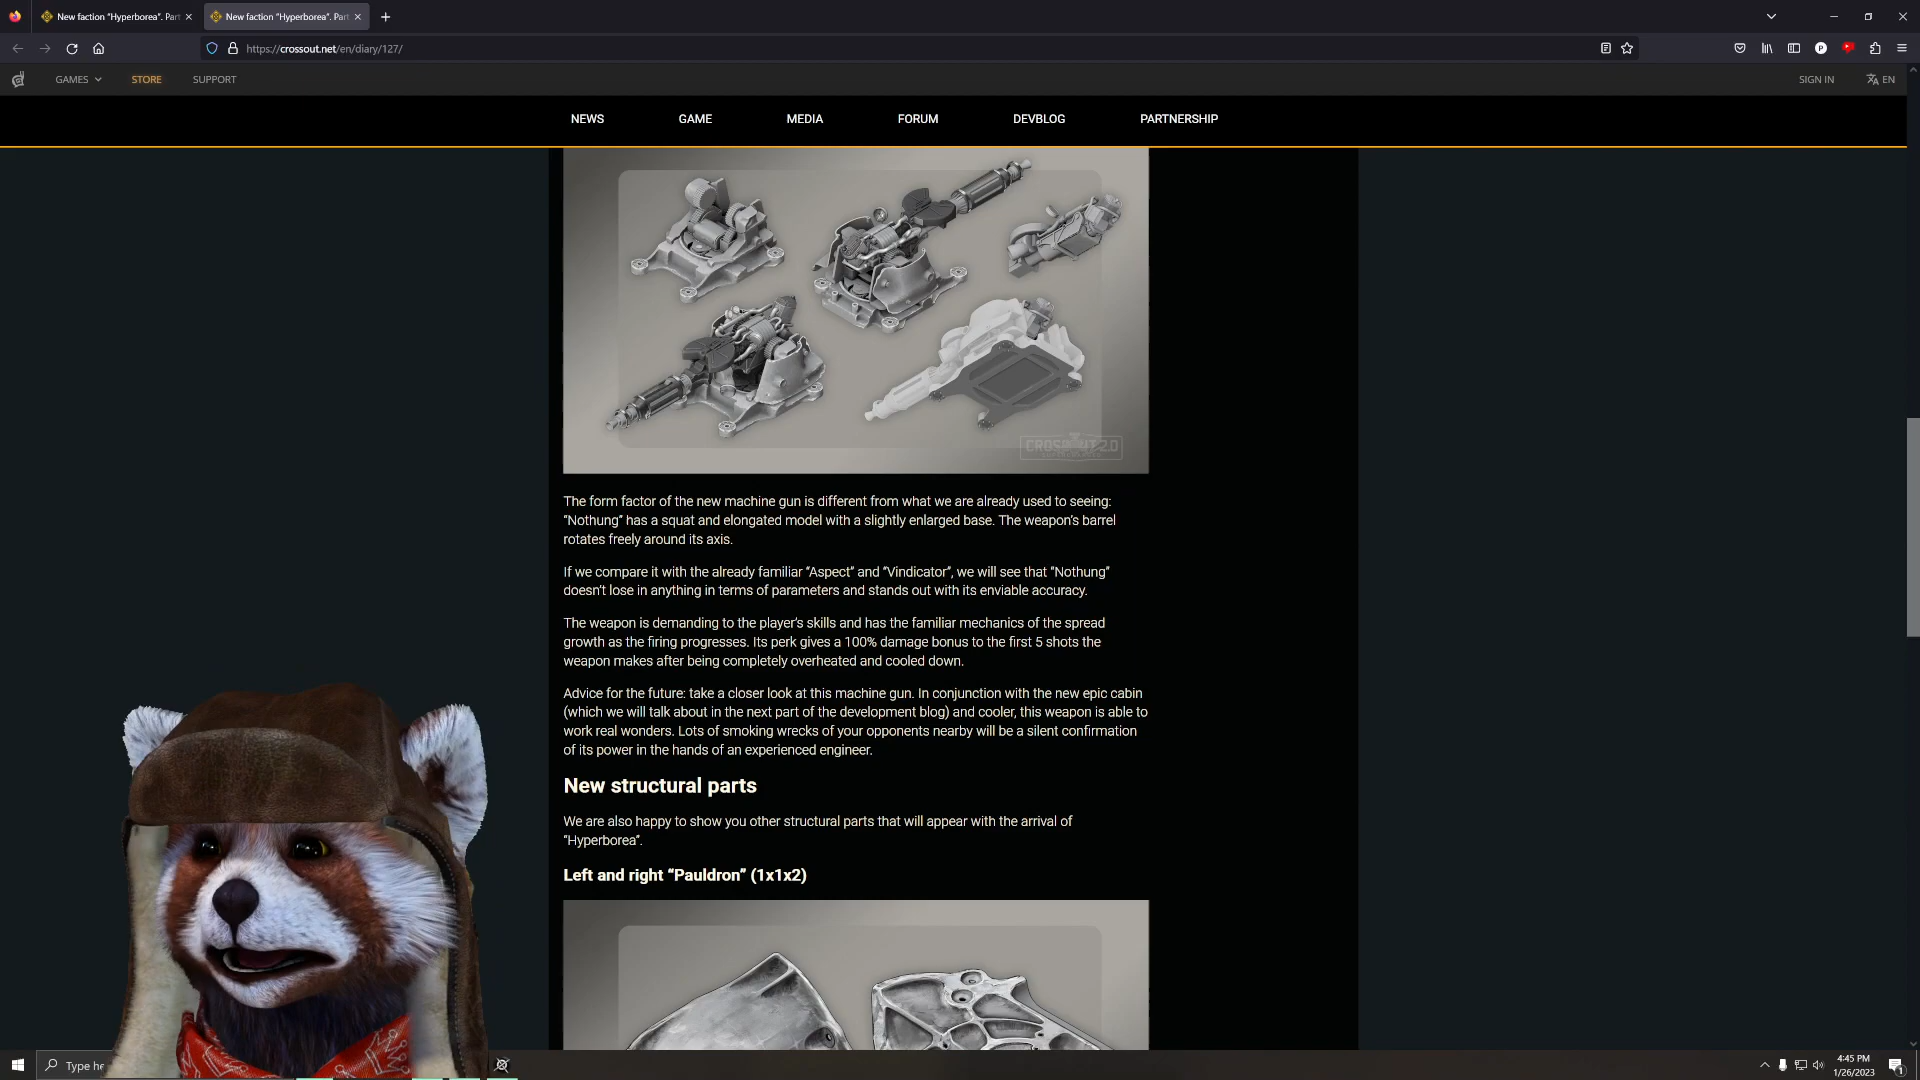 New faction “Hyperborea”. Part
New faction “Hyperborea”. Part
https://crossout.net/en/diary/127/
GAMES
STORE
SUPPORT
SIGN IN
EN
NEWS
GAME
MEDIA
FORUM
DEVBLOG
PARTNERSHIP
CROSSOUT 2.0
The form factor of the new machine gun is different from what we are already used to seeing:
“Nothung” has a squat and elongated model with a slightly enlarged base. The weapon’s barrel
rotates freely around its axis.
If we compare it with the already familiar “Aspect” and “Vindicator”, we will see that “Nothung”
doesn’t lose in anything in terms of parameters and stands out with its enviable accuracy.
The weapon is demanding to the player’s skills and has the familiar mechanics of the spread
growth as the firing progresses. Its perk gives a 100% damage bonus to the first 5 shots the
weapon makes after being completely overheated and cooled down.
Advice for the future: take a closer look at this machine gun. In conjunction with the new epic cabin
(which we will talk about in the next part of the development blog) and cooler, this weapon is able to
work real wonders. Lots of smoking wrecks of your opponents nearby will be a silent confirmation
of its power in the hands of an experienced engineer.
New structural parts
We are also happy to show you other structural parts that will appear with the arrival of
“Hyperborea”.
Left and right “Pauldron” (1x1x2)
Type he
4:45 PM
1/26/2023